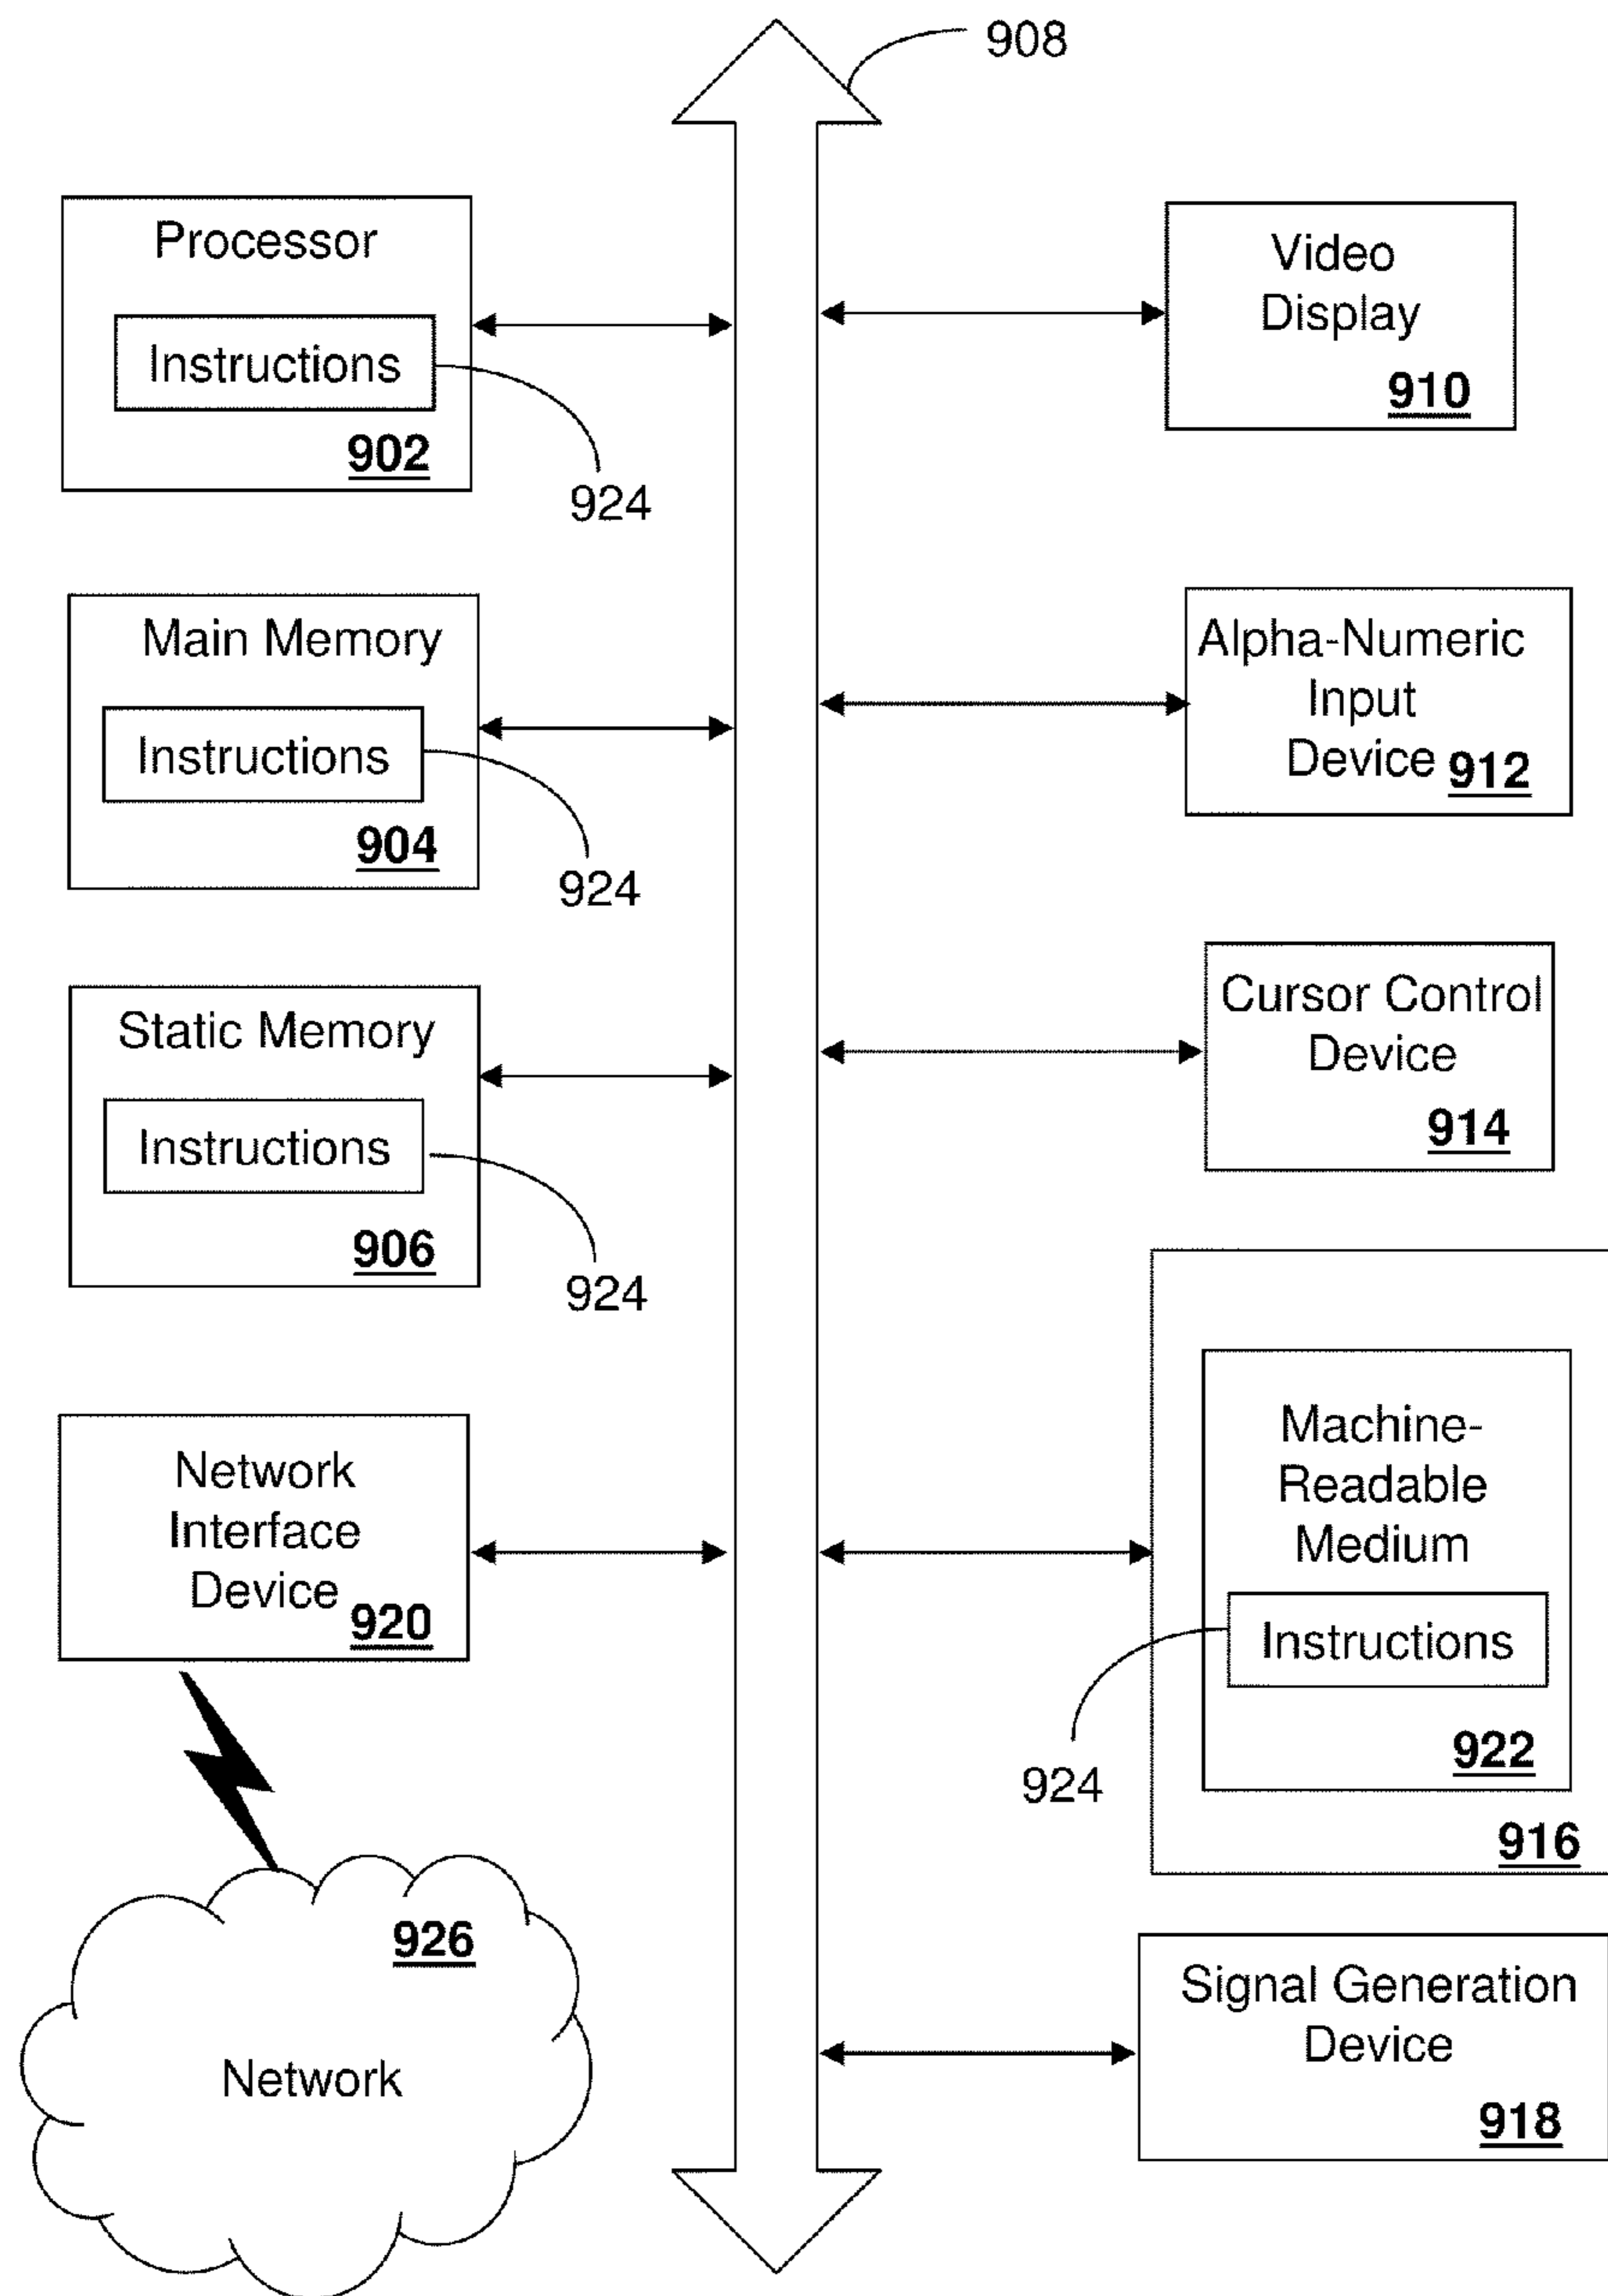 908
Processor
Instructions
902
924
Main Memory
Instructions
904
924
Static Memory
Instructions
906
924
Network
Interface
Device
920
926
Network
Video
Display
910
Alpha-Numeric
Input
Device 912
Cursor Control
Device
914
Machine-
Readable
Medium
Instructions
922
924
916
Signal Generation
Device
918